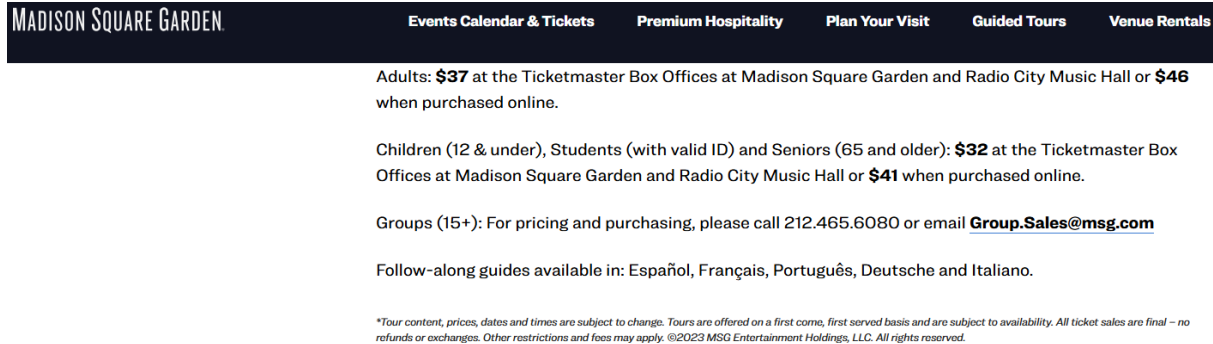 MADISON SQUARE GARDEN.
Events Calendar & Tickets Premium Hospitality Plan Your Visit Guided Tours Venue Rentals
Adults: $37 at the Ticketmaster Box Offices at Madison Square Garden and Radio City Music Hall or $46
when purchased online.
Children (12 & under), Students (with valid ID) and Seniors (65 and older): $32 at the Ticketmaster Box
Offices at Madison Square Garden and Radio City Music Hall or $41 when purchased online.
Groups (15+): For pricing and purchasing, please call 212.465.6080 or email Group.Sales@msg.com
Follow-along guides available in: Español, Français, Português, Deutsche and Italiano.
*Tour content, prices, dates and times are subject to change. Tours are offered on a first come, first served basis and are subject to availability. All ticket sales are final – no
refunds or exchanges. Other restrictions and fees may apply. ©2023 MSG Entertainment Holdings, LLC. All rights reserved.